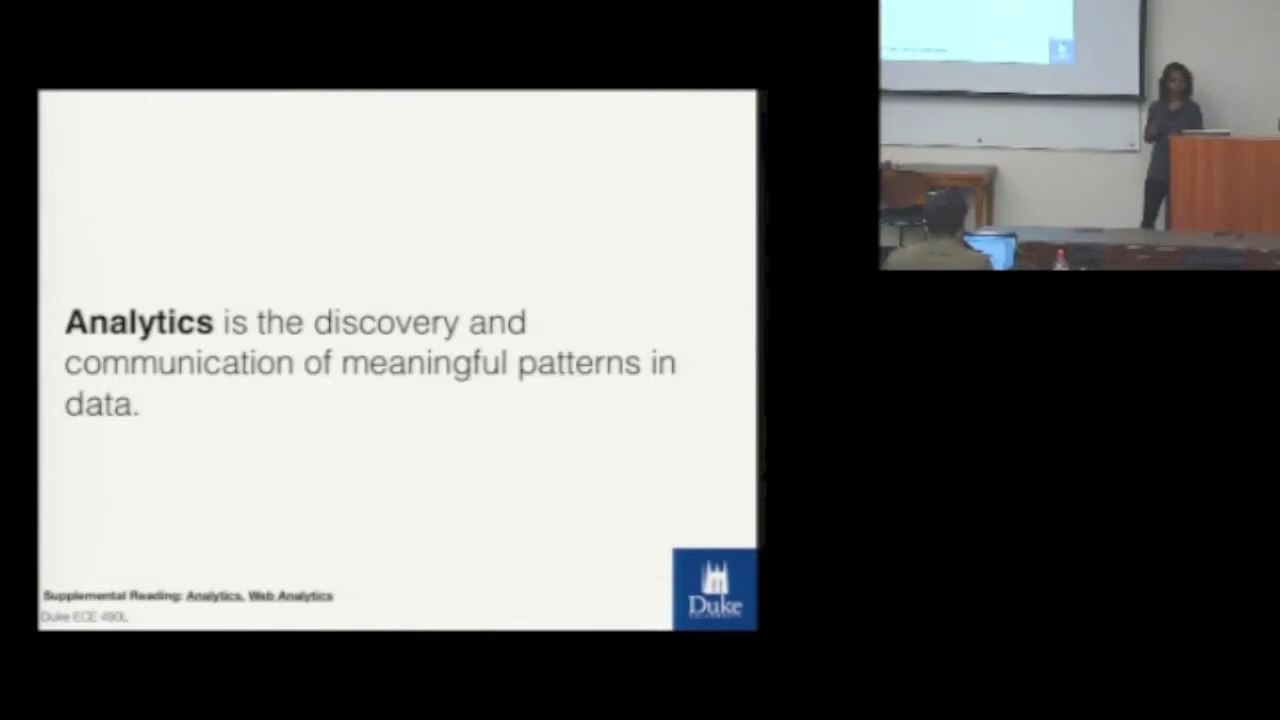 Analytics is the discovery and
communication of meaningful patterns in
data.
Supplemental Reading: Analytics, Web Analytics
Duke ECE 490L
Duke
UNIVERSITY